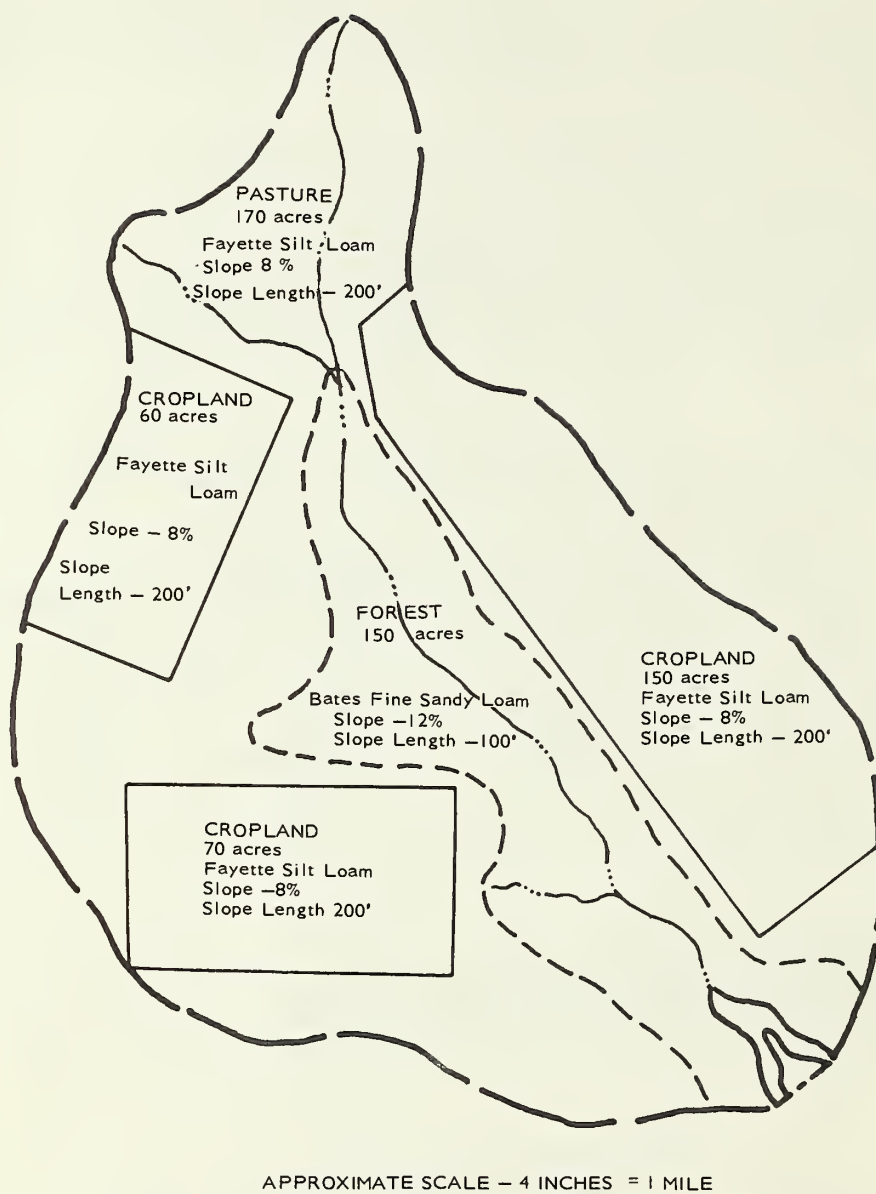 PASTURE
170 acres
Fayette Silt Loam
Slope 8 %
Slope Length - 200'
CROPLAND
60 acres
Fayette Silt
Loam
Slope - 8%
Slope
Length - 200'
FOREST
150 acres
Bates Fine Sandy Loam
Slope -12%
Slope Length -100'
CROPLAND
150 acres
Fayette Silt Loam
Slope - 8%
Slope Length - 200'
CROPLAND
70 acres
Fayette Silt Loam
Slope -8%
Slope Length 200'
APPROXIMATE SCALE - 4 INCHES = 1 MILE